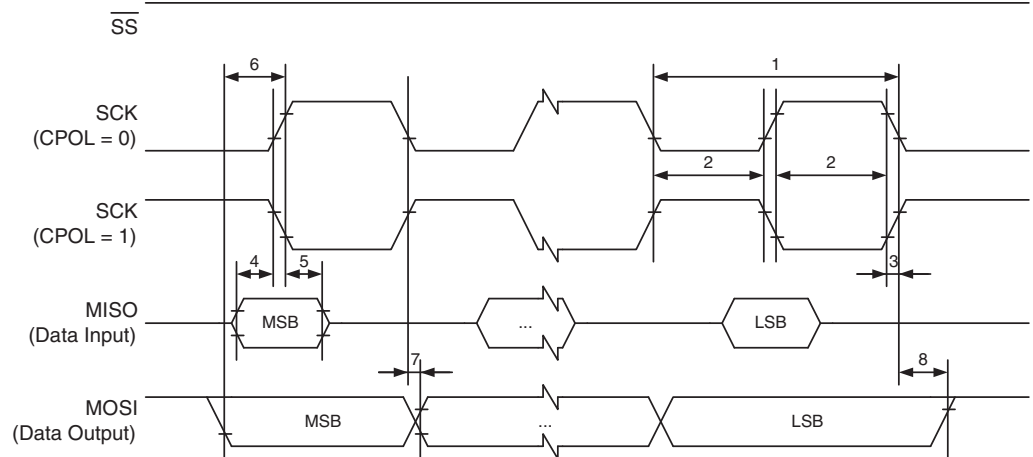 SS
6
1
SCK
(CPOL = 0)
2
2
SCK
(CPOL = 1)
4
5
3
MISO
(Data Input)
MSB
...
LSB
7
8
MOSI
(Data Output)
MSB
...
LSB